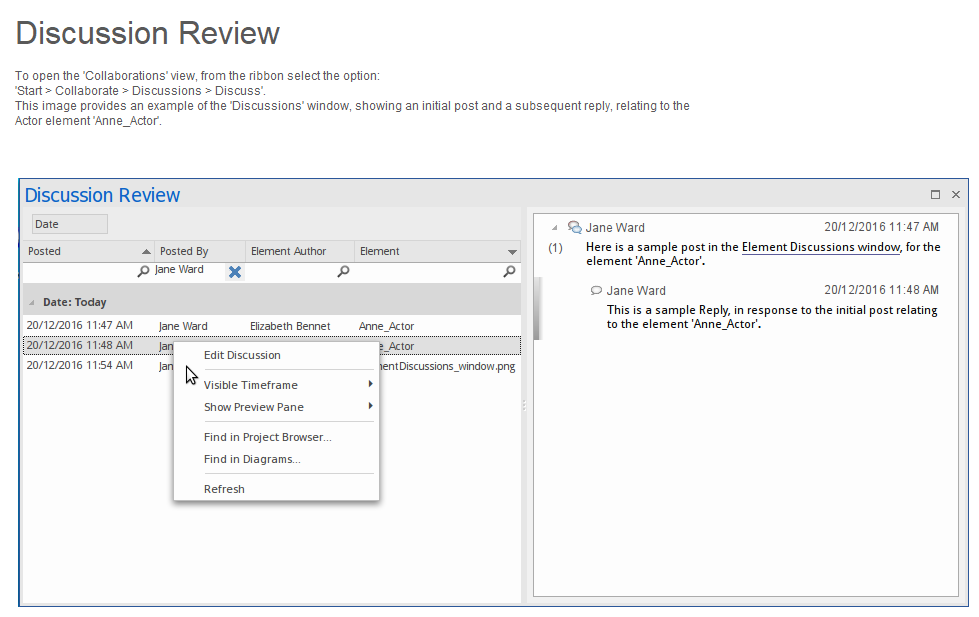 Discussion Review
To open the 'Collaborations' view, from the ribbon select the option:
'Start > Collaborate > Discussions > Discuss'.
This image provides an example of the 'Discussions' window, showing an initial post and a subsequent reply, relating to the
Actor element 'Anne_Actor'.
Discussion Review
Date
Posted Posted By Element Author Element
Jane Ward
Date: Today
20/12/2016 11:47 AM Jane Ward Elizabeth Bennet Anne_Actor
20/12/2016 11:48 AM Jan e_Actor
20/12/2016 11:54 AM Jan mentDiscussions_window.png
Edit Discussion
Visible Timeframe
Show Preview Pane
Find in Project Browser...
Find in Diagrams...
Refresh
Jane Ward 20/12/2016 11:47 AM
(1) Here is a sample post in the Element Discussions window, for the
element 'Anne_Actor'.
Jane Ward 20/12/2016 11:48 AM
This is a sample Reply, in response to the initial post relating
to the element 'Anne_Actor'.